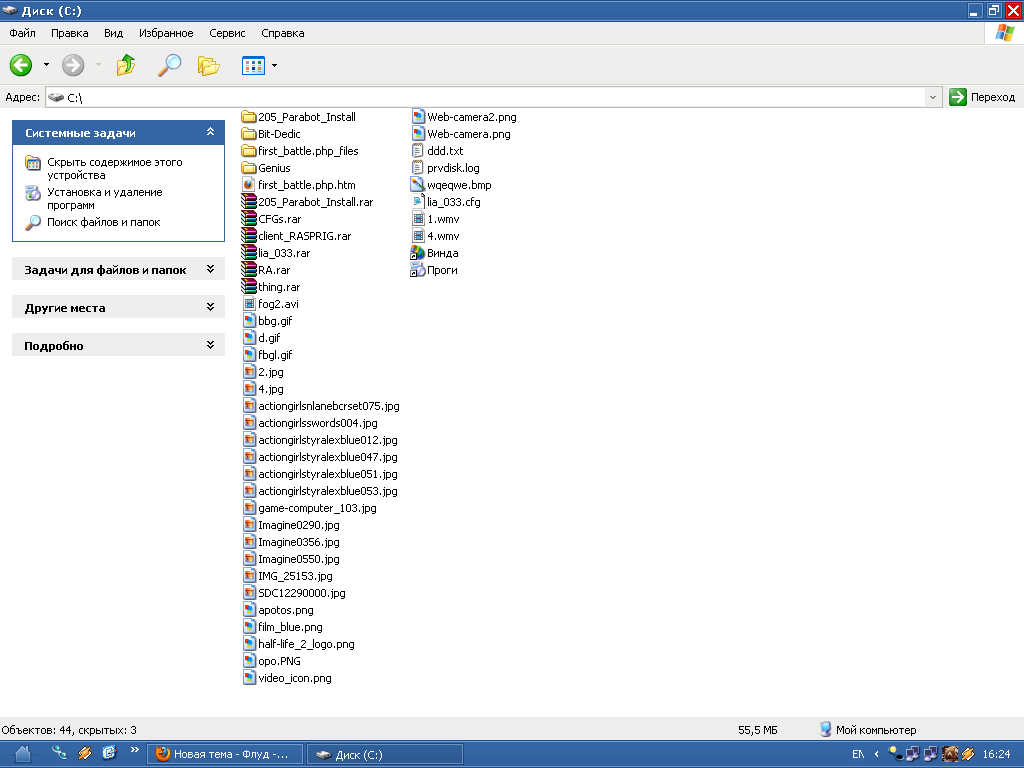 Диск (C:)
Файл Правка Вид Избранное Сервис Справка
Адрес: C:\ Переход
Системные задачи
Скрыть содержимое этого
устройства
Установка и удаление
программ
Поиск файлов и папок
Задачи для файлов и папок
Другие места
Подробно
205_Parabot_Install
Bit-Dedic
first_battle.php_files
Genius
first_battle.php.htm
205_Parabot_Install.rar
CFGs.rar
client_RASPRIG.rar
lia_033.rar
RA.rar
thing.rar
fog2.avi
bbg.gif
d.gif
fbgl.gif
2.jpg
4.jpg
actiongirlsnlanebcrset075.jpg
actiongirlsswords004.jpg
actiongirlstyralexblue012.jpg
actiongirlstyralexblue047.jpg
actiongirlstyralexblue051.jpg
actiongirlstyralexblue053.jpg
game-computer_103.jpg
Imagine0290.jpg
Imagine0356.jpg
Imagine0550.jpg
IMG_25153.jpg
SDC12290000.jpg
apotos.png
film_blue.png
half-life_2_logo.png
opo.PNG
video_icon.png
Web-camera2.png
Web-camera.png
ddd.txt
prvdisk.log
wqeqwe.bmp
lia_033.cfg
1.wmv
4.wmv
Винда
Проги
Объектов: 44, скрытых: 3 55,5 МБ Мой компьютер
Новая тема - Флуд -... Диск (C:) EN 16:24